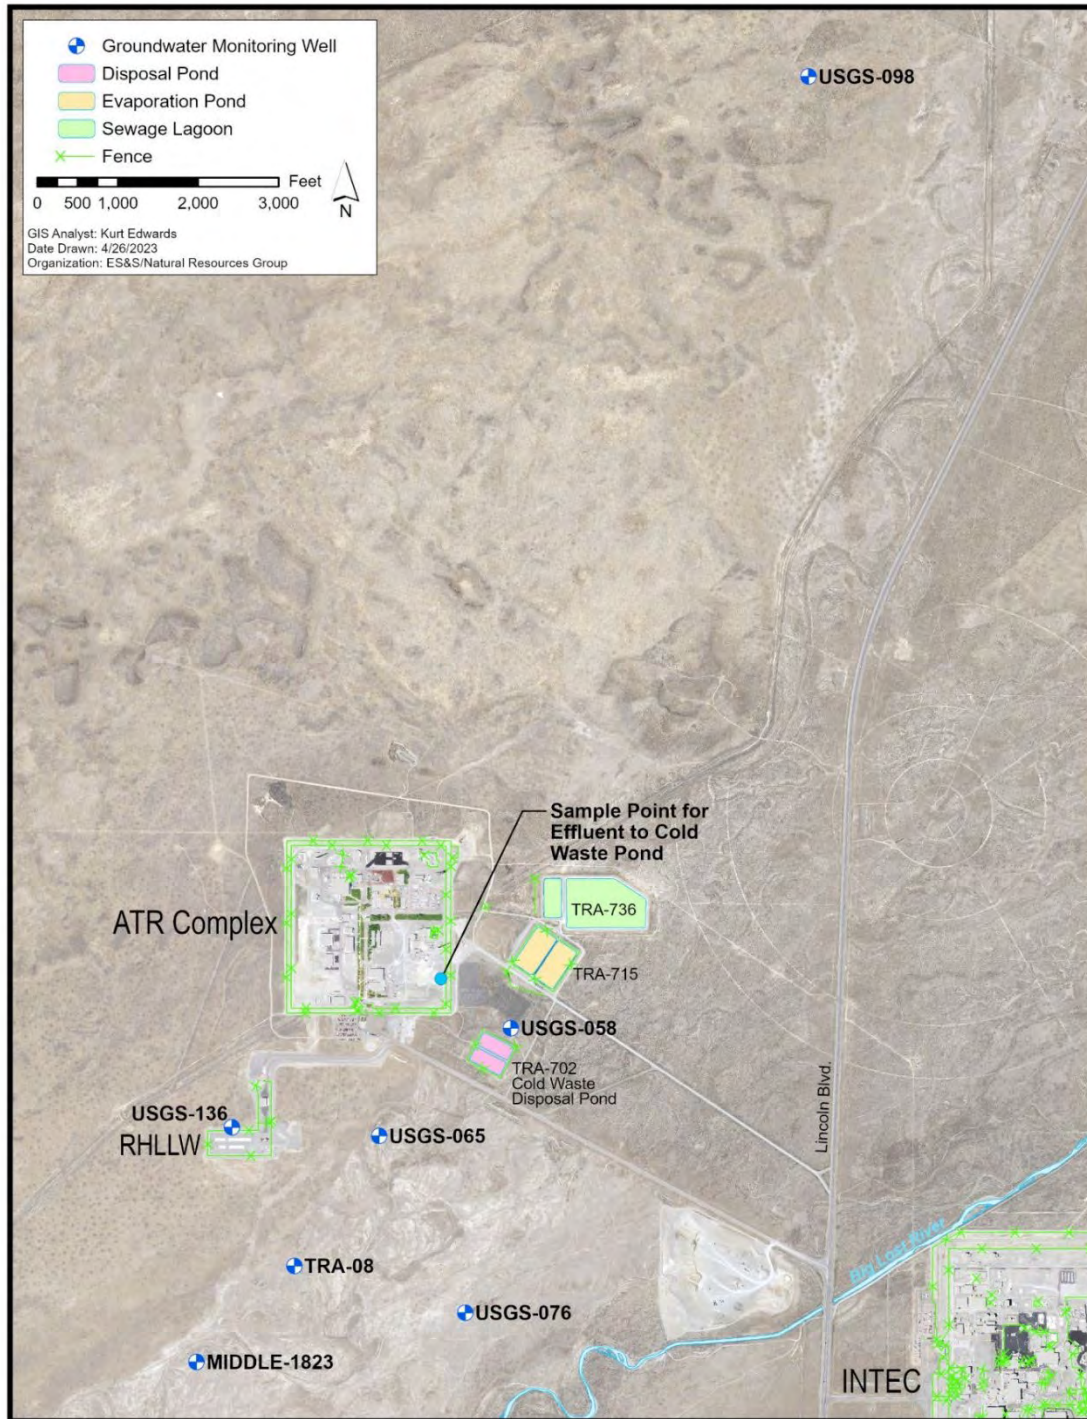 Groundwater Monitoring Well
Disposal Pond
Evaporation Pond
Sewage Lagoon
Fence
Feet
0 500 1,000 2,000 3,000
N
GIS Analyst: Kurt Edwards
Date Drawn: 4/26/2023
Organization: ES&S/Natural Resources Group
USGS-098
Sample Point for
Effluent to Cold
Waste Pond
ATR Complex
TRA-736
TRA-715
USGS-058
TRA-702
Cold Waste
Disposal Pond
USGS-136
RHLLW
USGS-065
Lincoln Blvd.
Big Lost River
TRA-08
USGS-076
MIDDLE-1823
INTEC